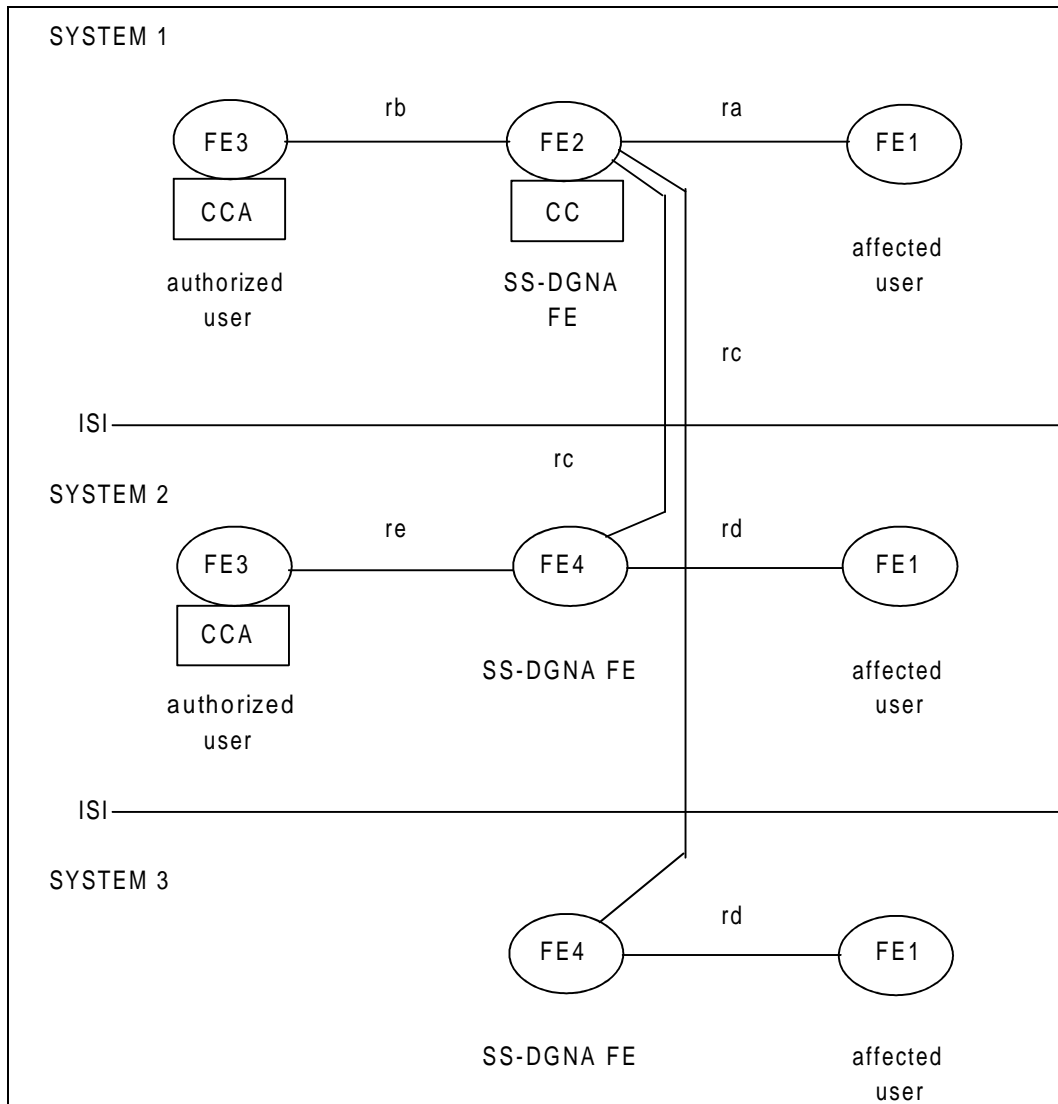 SYSTEM 1
rb
ra
FE3
FE2
FE1
CCA
CC
authorized
user
SS-DGNA
FE
affected
user
rc
ISI
rc
SYSTEM 2
re
rd
FE3
FE4
FE1
CCA
SS-DGNA FE
affected
user
authorized
user
ISI
SYSTEM 3
rd
FE4
FE1
SS-DGNA FE
affected
user